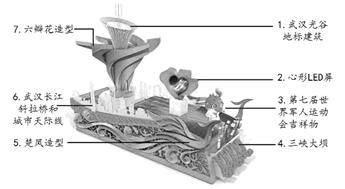 1. 武汉光谷
地标建筑
2. 心形LED屏
3. 第七届世
界军人运动
会吉祥物
4. 三峡大坝
5. 楚凤造型
6. 武汉长江
斜拉桥和
城市天际线
7. 六瓣花造型